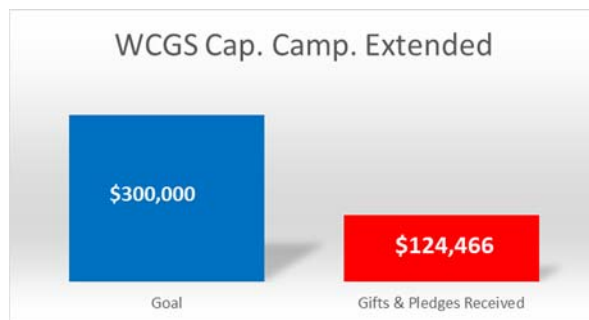 WCGS Cap. Camp. Extended
$300,000
$124,466
Goal
Gifts & Pledges Received